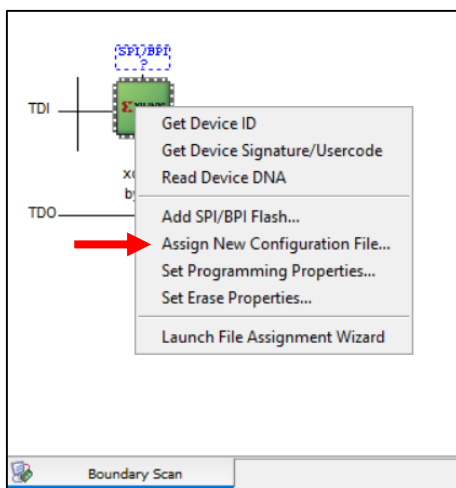 SPI/BPI
?
TDI
Get Device ID
Get Device Signature/Usercode
Read Device DNA
TDO
Add SPI/BPI Flash...
Assign New Configuration File...
Set Programming Properties...
Set Erase Properties...
Launch File Assignment Wizard
Boundary Scan